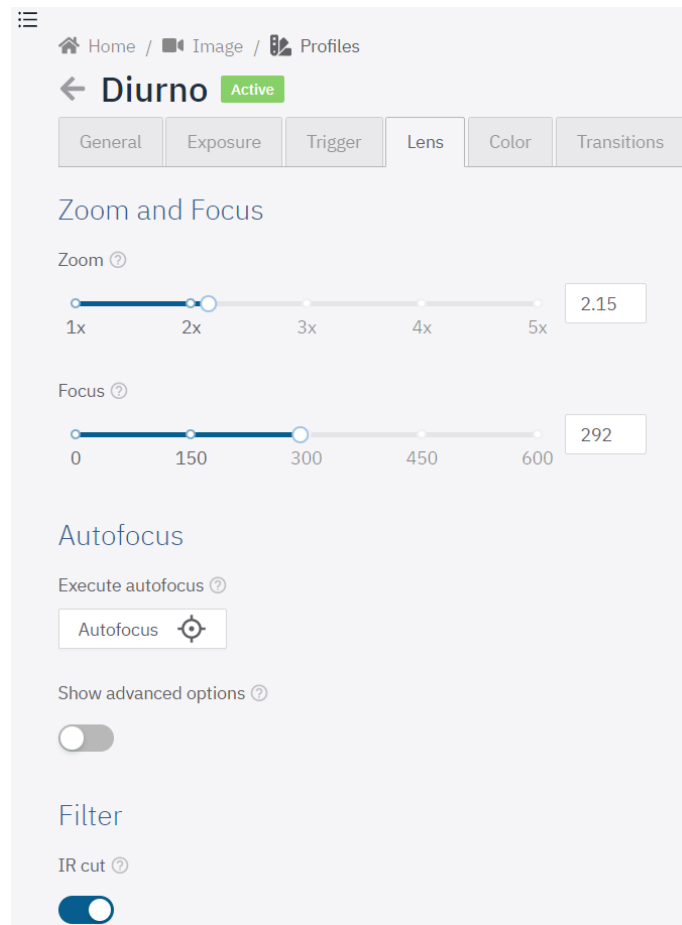 Home / Image / Profiles
Diurno Active
General Exposure Trigger Lens Color Transitions
Zoom and Focus
Zoom
2.15
1x 2x 3x 4x 5x
Focus
292
0 150 300 450 600
Autofocus
Execute autofocus
Autofocus
Show advanced options
Filter
IR cut